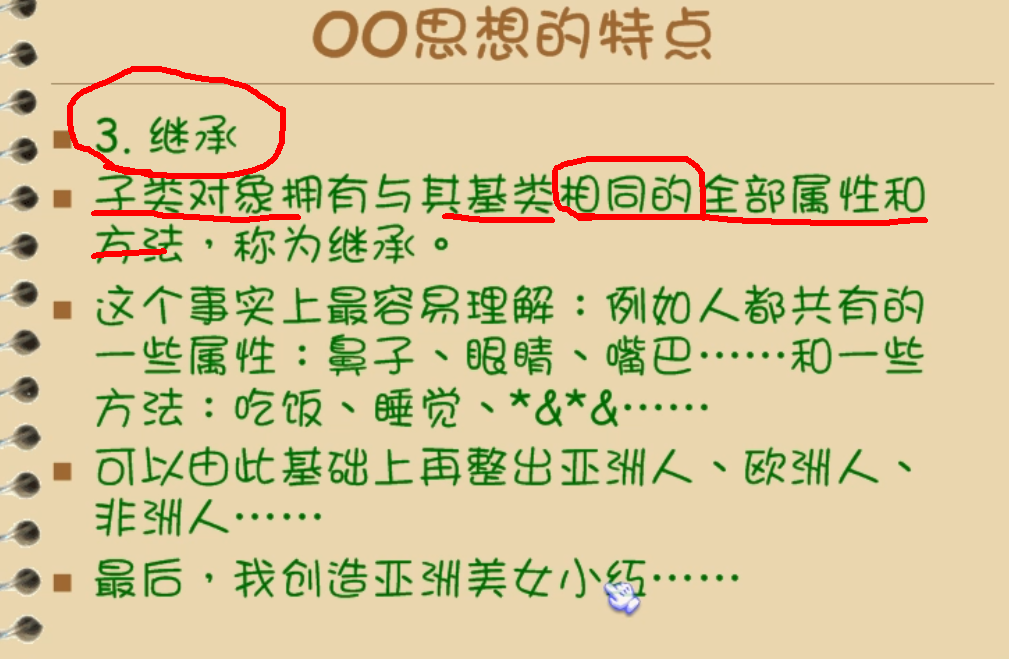 OO思想的特点
3. 继承
子类对象拥有与其基类相同的全部属性和
方法，称为继承。
这个事实上最容易理解：例如人都共有的
一些属性：鼻子、眼睛、嘴巴……和一些
方法：吃饭、睡觉、*&*&……
可以由此基础上再整出亚洲人、欧洲人、
非洲人……
最后，我创造亚洲美女小红……